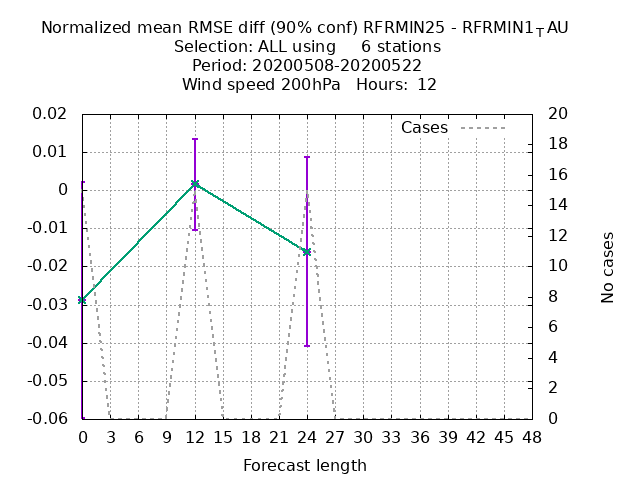 Normalized mean RMSE diff (90% conf) RFRMIN25 - RFRMIN1_TAU
Selection: ALL using 6 stations
Period: 20200508-20200522
Wind speed 200hPa Hours: 12
Cases
0.02
0.01
0
-0.01
-0.02
-0.03
-0.04
-0.05
-0.06
20
18
16
14
12
10
8
6
4
2
0
No cases
0 3 6 9 12 15 18 21 24 27 30 33 36 39 42 45 48
Forecast length